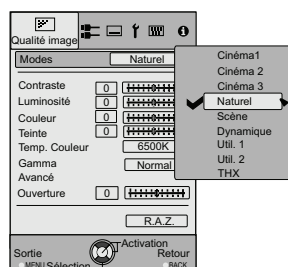 Qualité image
Modes Naturel
Contraste 0
Luminosité 0
Couleur 0
Teinte 0
Temp. Couleur 6500K
Gamma Normal
Avancé
Ouverture 0
R.A.Z.
Cinéma1
Cinéma 2
Cinéma 3
Naturel
Scène
Dynamique
Util. 1
Util. 2
THX
Activation
Sortie Retour
MENU Sélection BACK